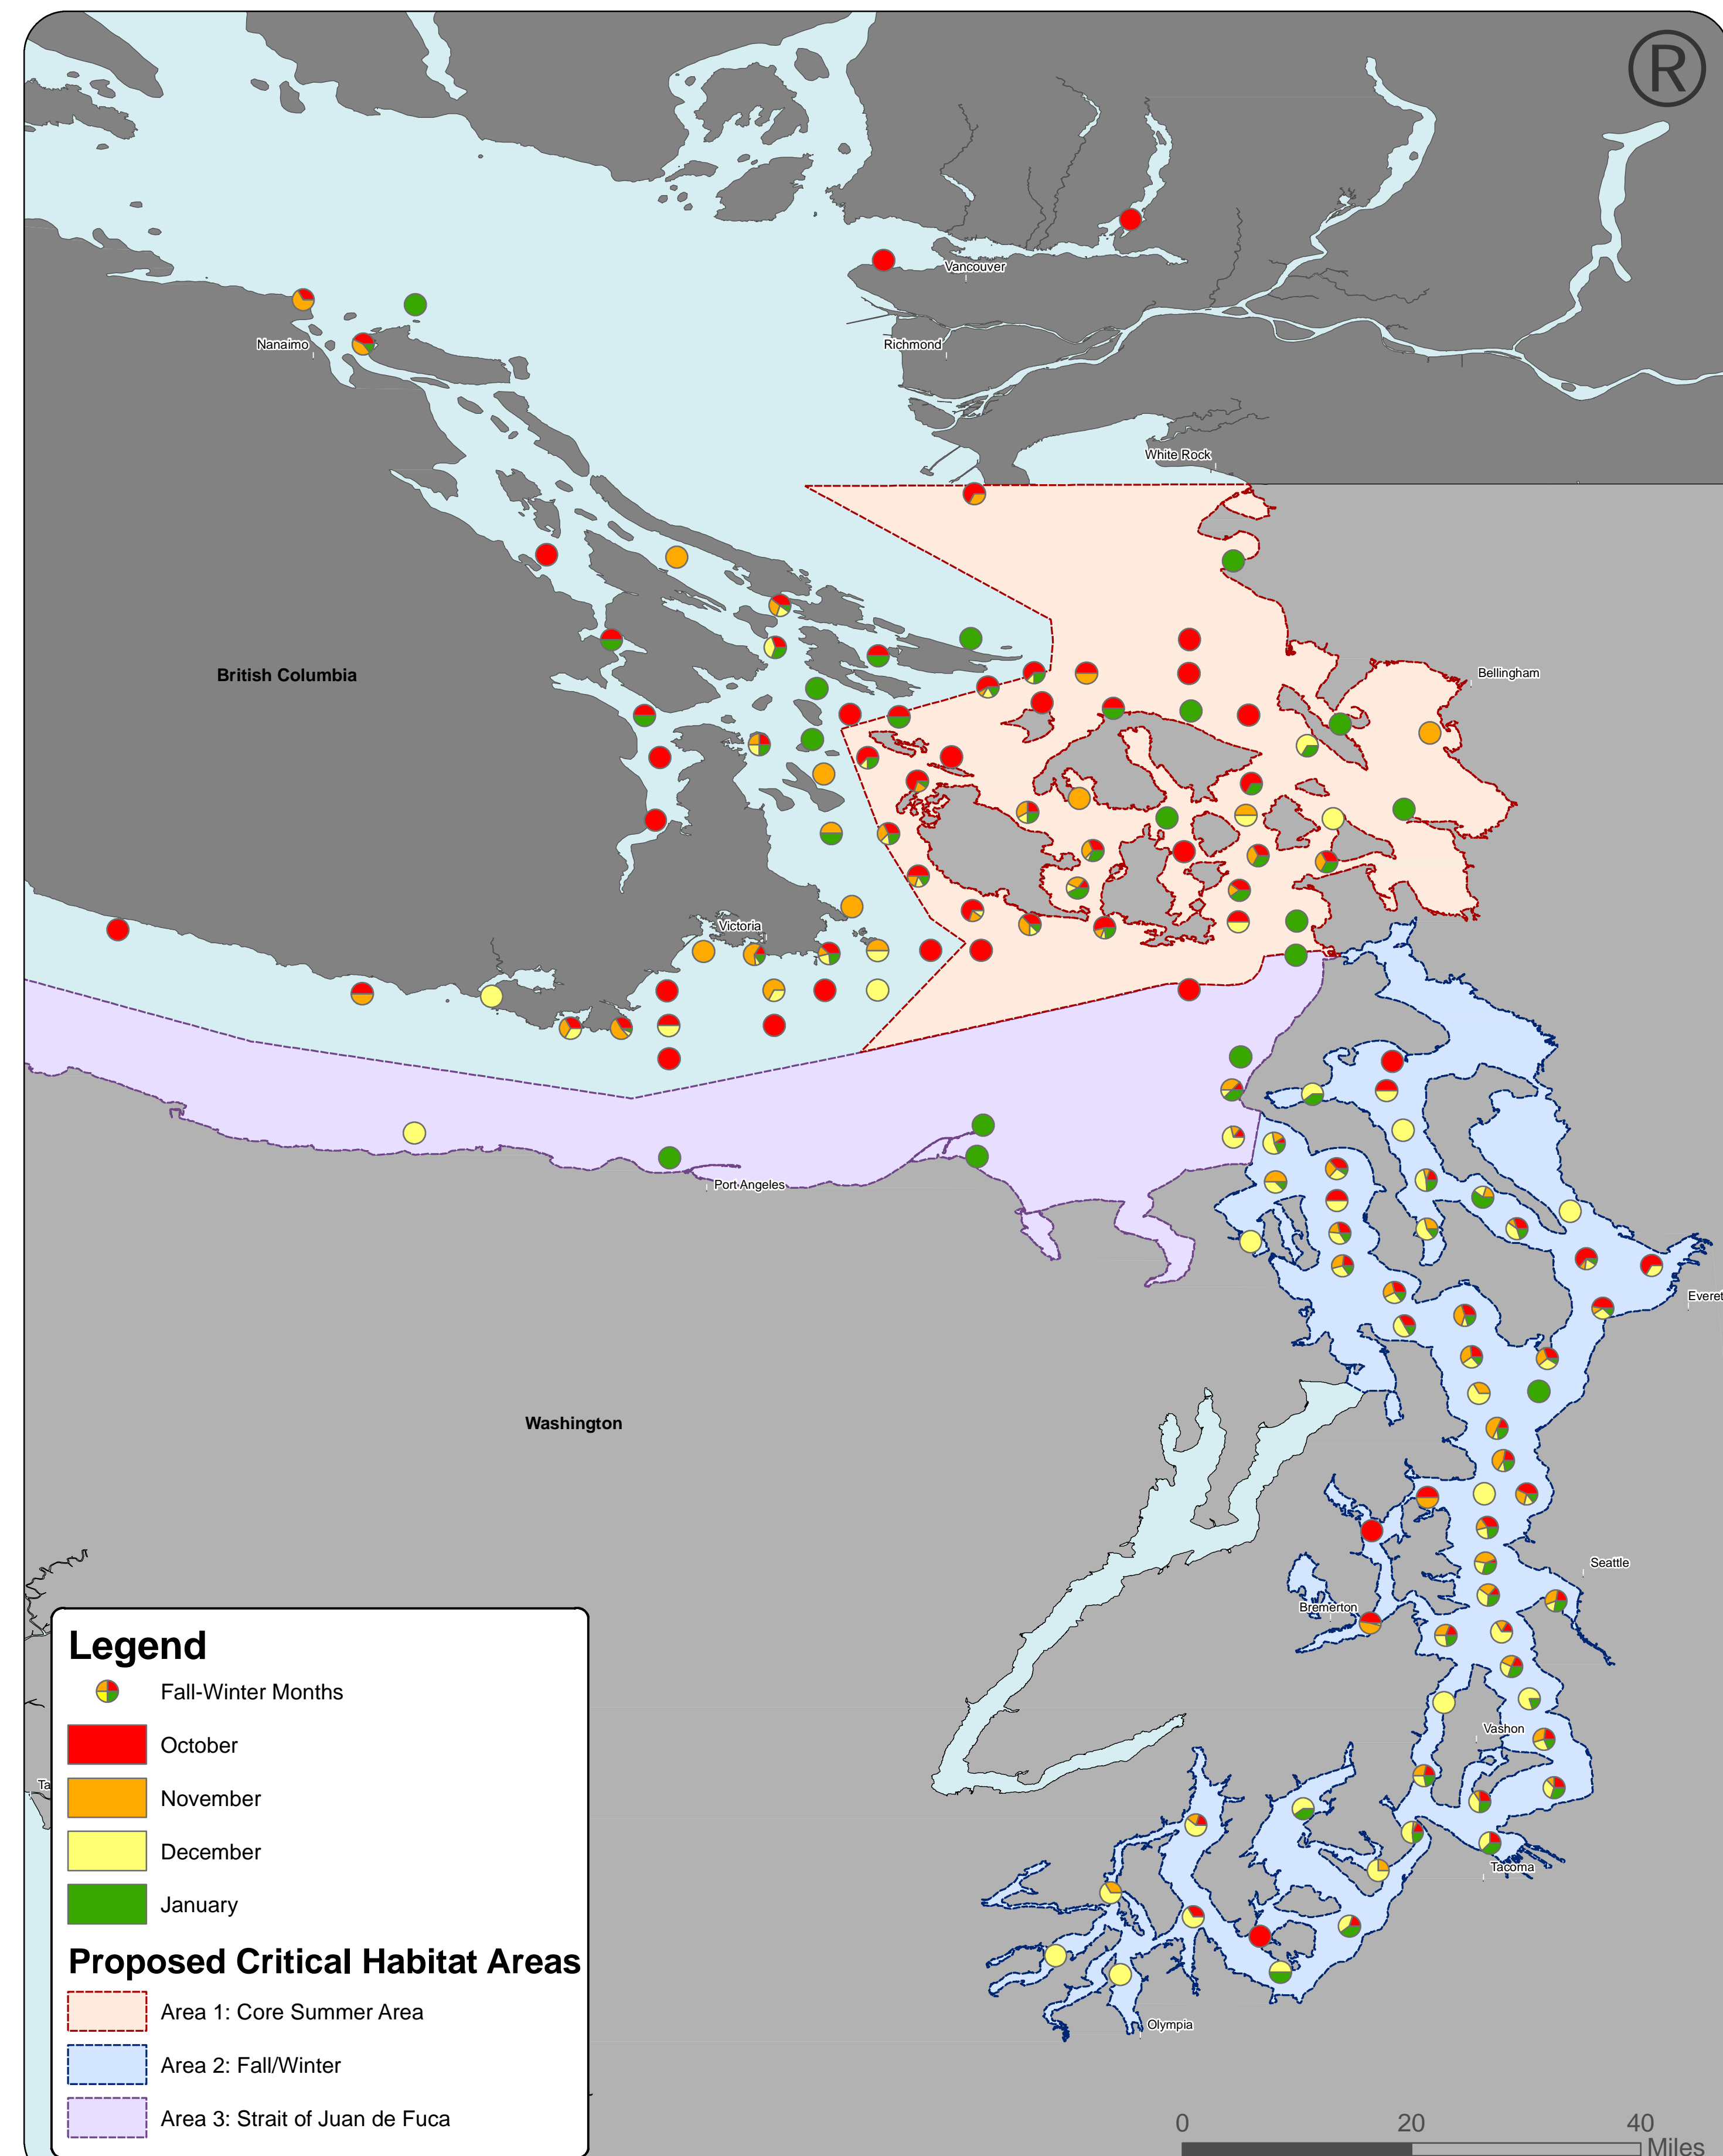 ®
Vancouver
Nanaimo
Richmond
White Rock
British Columbia
Bellingham
Victoria
Port Angeles
Everet
Washington
Seattle
Bremerton
Vashon
Ta
Tacoma
Olympia
Legend
Fall-Winter Months
October
November
December
January
Proposed Critical Habitat Areas
Area 1: Core Summer Area
Area 2: Fall/Winter
Area 3: Strait of Juan de Fuca
0 20 40
Miles